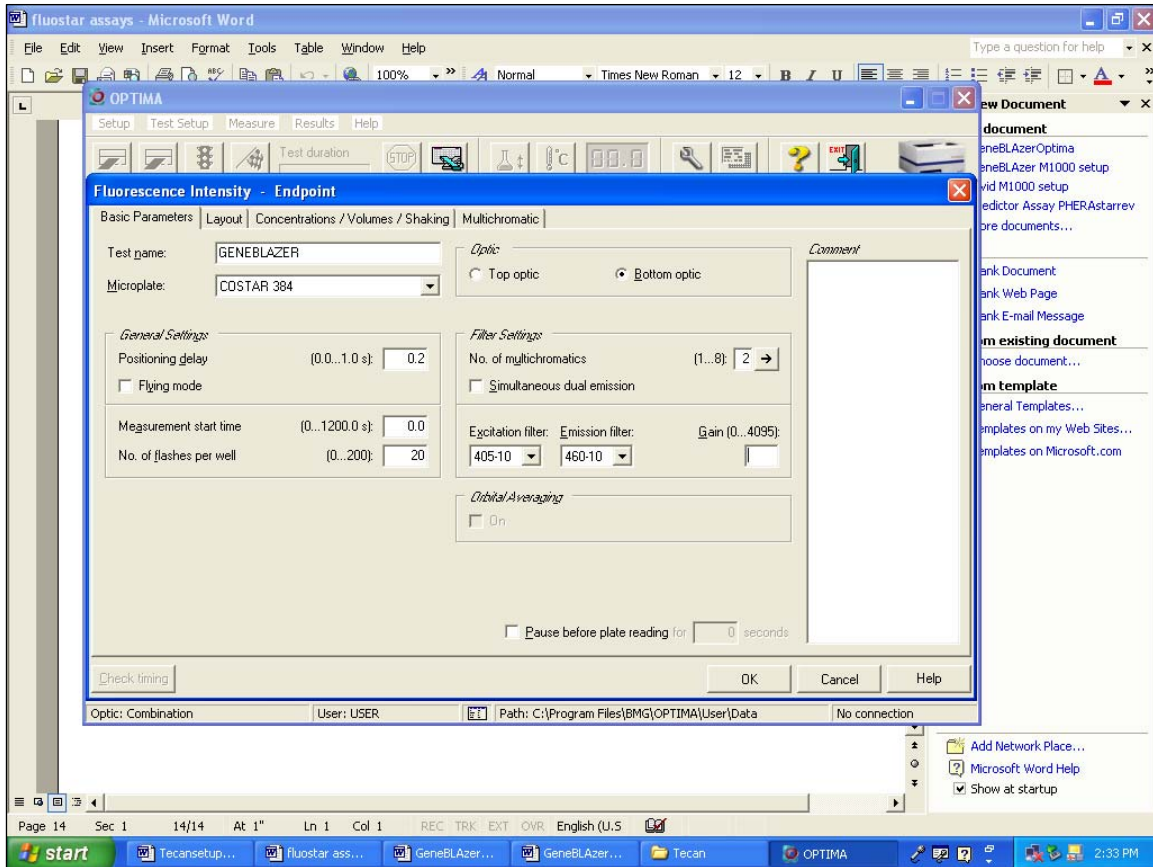 fluostar assays - Microsoft Word
File Edit View Insert Format Tools Table Window Help
Type a question for help
100% Normal Times New Roman 12 B I U A
OPTIMA
ew Document
Setup Test Setup Measure Results Help
document
Test duration STOP °C 88.8 EXIT
eneBLAzerOptima
eneBLAzer M1000 setup
vid M1000 setup
edictor Assay PHERAstarrev
ore documents...
ank Document
ank Web Page
ank E-mail Message
om existing document
hoose document...
om template
eneral Templates...
emplates on my Web Sites...
emplates on Microsoft.com
Fluorescence Intensity - Endpoint
Basic Parameters Layout Concentrations / Volumes / Shaking Multichromatic
Test name: GENEBLAZER
Microplate: COSTAR 384
Optic
Top optic Bottom optic
Comment
General Settings
Positioning delay (0.0...1.0 s): 0.2
Flying mode
Measurement start time (0...1200.0 s): 0.0
No. of flashes per well (0...200): 20
Filter Settings
No. of multichromatics (1...8): 2
Simultaneous dual emission
Excitation filter: Emission filter: Gain (0...4095):
405-10 460-10
Orbital Averaging
On
Pause before plate reading for 0 seconds
Check timing OK Cancel Help
Optic: Combination User: USER Path: C:\Program Files\BMG\OPTIMA\User\Data No connection
Add Network Place...
Microsoft Word Help
Show at startup
Page 14 Sec 1 14/14 At 1" Ln 1 Col 1 REC TRK EXT OVR English (U.S
start Tecansetup... fluostar ass... GeneBLAzer... GeneBLAzer... Tecan OPTIMA 2:33 PM